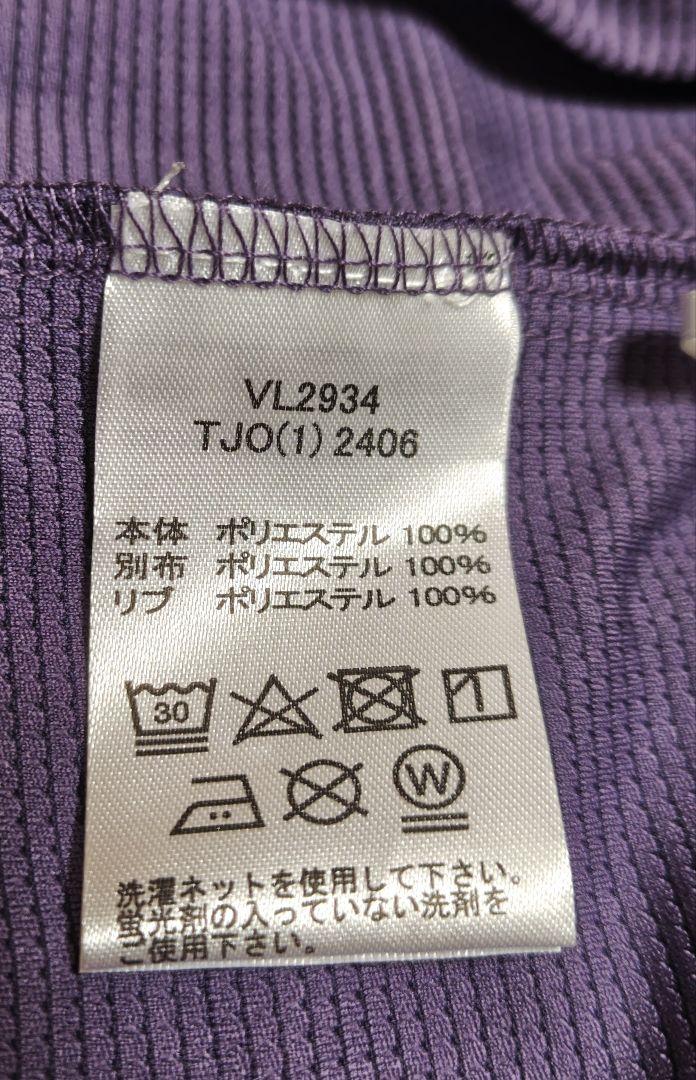 VL2934
TJO(1) 2406
本体 ポリエステル 100%
別布 ポリエステル 100%
リブ ポリエステル 100%
30
W
洗濯ネットを使用して下さい。
蛍光剤の入っていない洗剤を
ご使用下さい。